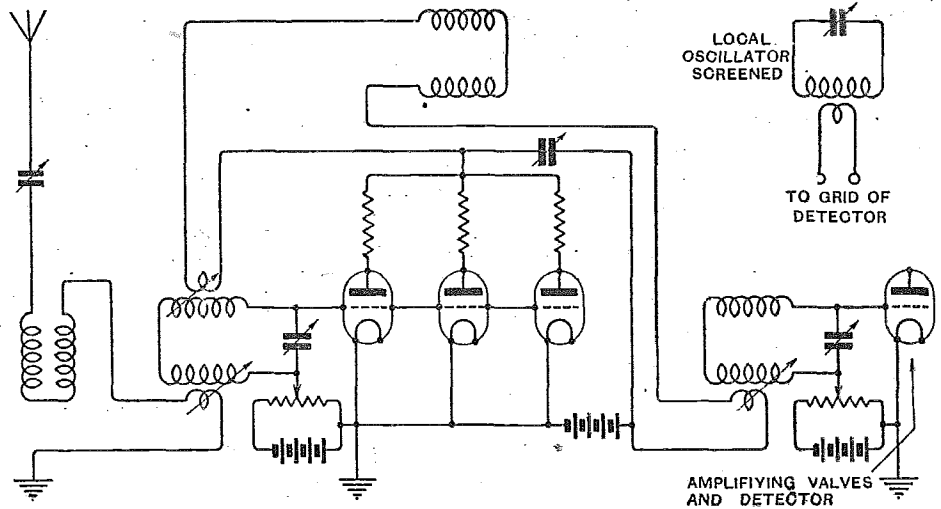 LOCAL
OSCILLATOR
SCREENED
TO GRID OF
DETECTOR
AMPLIFIYING VALVES
AND DETECTOR